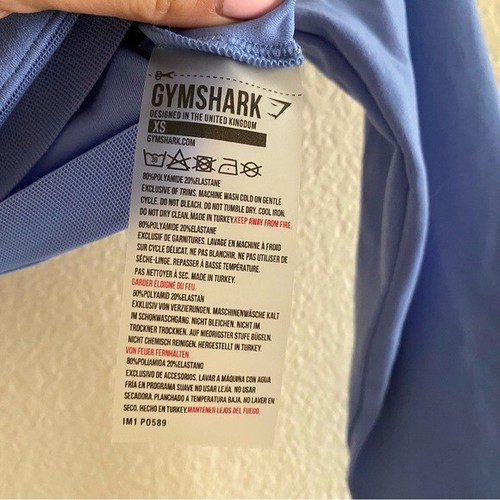 GYMSHARK
DESIGNED IN THE UNITED KINGDOM
XS
GYMSHARK.COM
80%POLYAMIDE 20%ELASTANE
EXCLUSIVE OF TRIMS. MACHINE WASH COLD ON GENTLE
CYCLE. DO NOT BLEACH. DO NOT TUMBLE DRY. COOL IRON.
DO NOT DRY CLEAN. MADE IN TURKEY.KEEP AWAY FROM FIRE.
80%POLYAMIDE 20%ELASTANE
EXCLUSIF DE GARNITURES. LAVAGE EN MACHINE À FROID
SUR CYCLE DÉLICAT. NE PAS BLANCHIR. NE PAS UTILISER DE
SÈCHE-LINGE. REPASSER À BASSE TEMPÉRATURE.
PAS NETTOYER À SEC. MADE IN TURKEY.
GARDER ÉLOIGNÉ DU FEU.
80%POLYAMID 20%ELASTAN
EXKLUSIV VON VERZIERUNGEN. MASCHINENWÄSCHE KALT
IM SCHONWASCHGANG. NICHT BLEICHEN. NICHT IM
TROCKNER TROCKNEN. AUF NIEDRIGSTER STUFE BÜGELN.
NICHT CHEMISCH REINIGEN. HERGESTELLT IN TURKEY.
VON FEUER FERNHALTEN.
80%POLIAMIDA 20%ELASTANO
EXCLUSIVO DE ACCESORIOS. LAVAR A MÁQUINA CON AGUA
FRÍA EN PROGRAMA SUAVE NO USAR LEJÍA. NO USAR
SECADORA. PLANCHADO A TEMPERATURA BAJA. NO LAVER EN
SECO. HECHO EN TURKEY.MANTENER LEJOS DEL FUEGO.
IM1 P0589